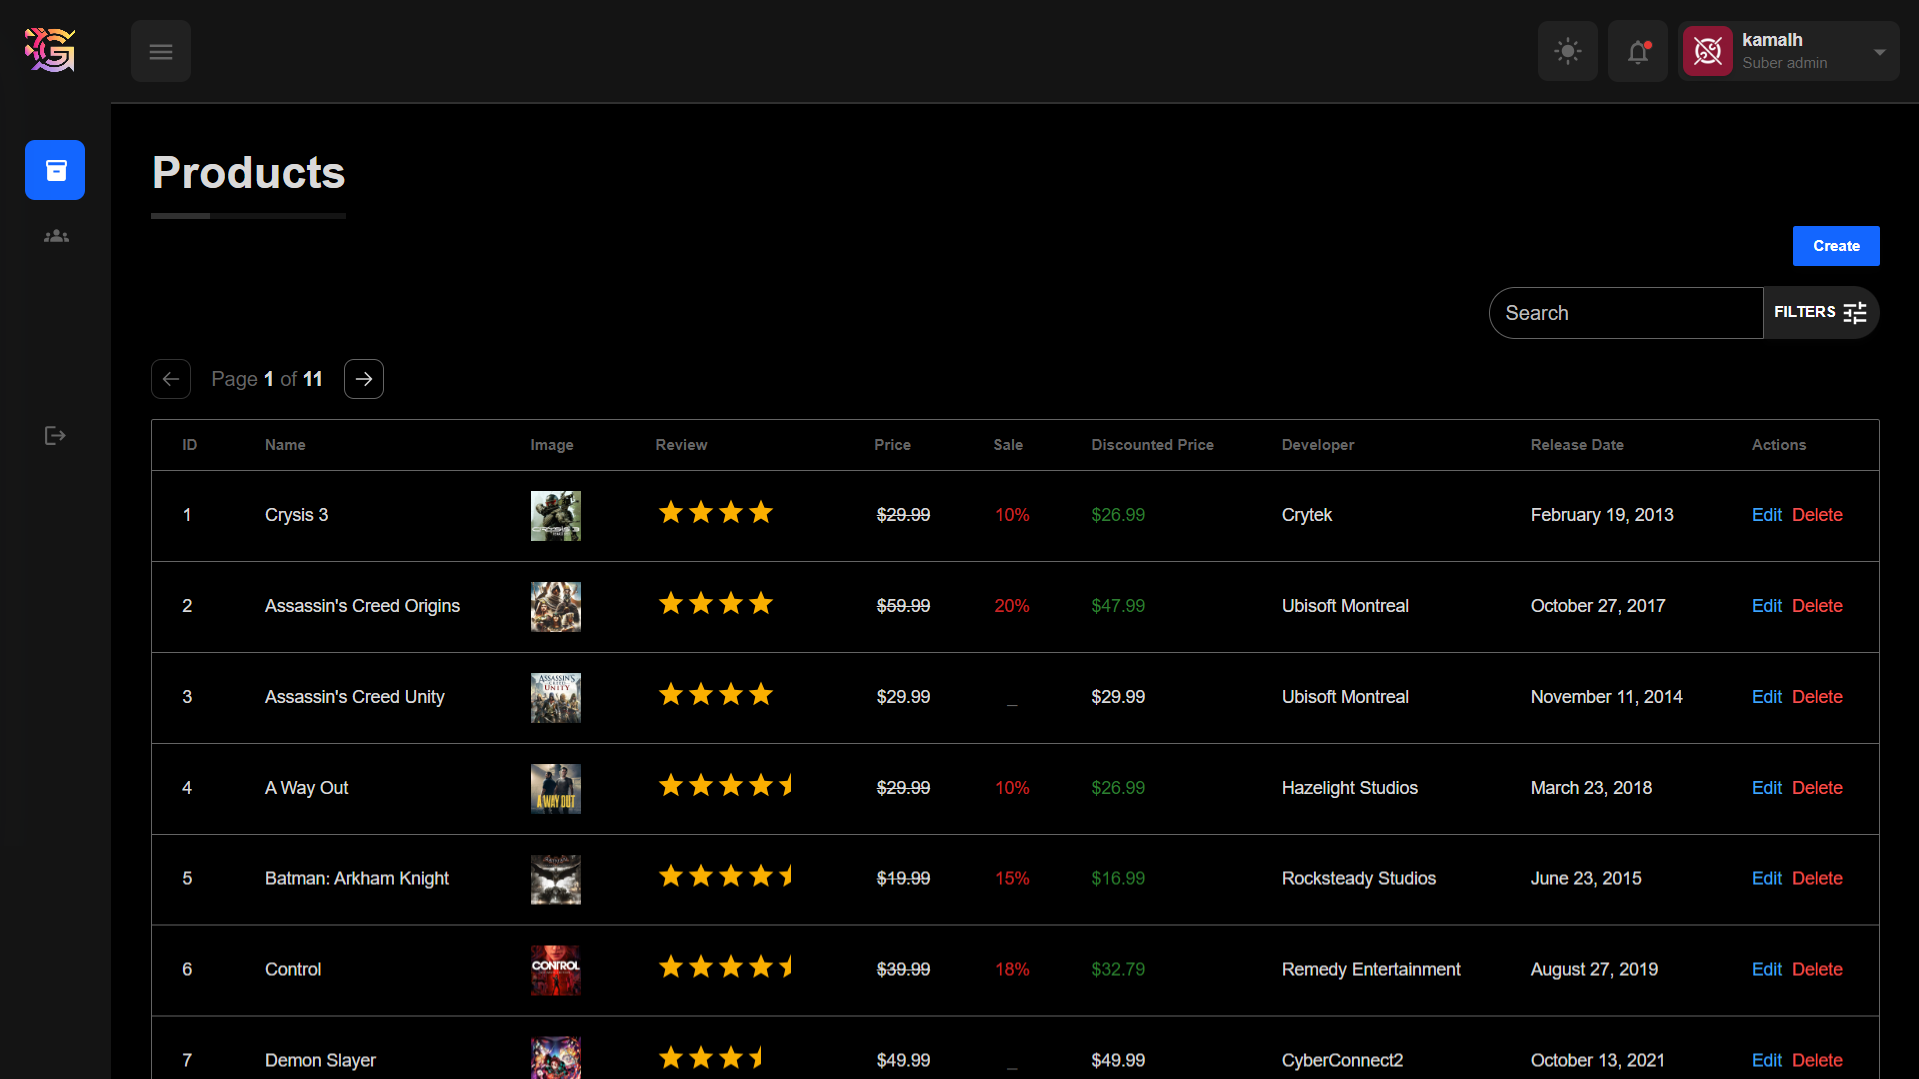 kamalh
Suber admin
Products
Create
Search
FILTERS
Page 1 of 11
ID Name Image Review Price Sale Discounted Price Developer Release Date Actions
1 Crysis 3 CRYSIS 3 $29.99 10% $26.99 Crytek February 19, 2013 Edit Delete
2 Assassin's Creed Origins $59.99 20% $47.99 Ubisoft Montreal October 27, 2017 Edit Delete
3 Assassin's Creed Unity ASSASSIN'S CREED UNITY $29.99 _ $29.99 Ubisoft Montreal November 11, 2014 Edit Delete
4 A Way Out A WAY OUT $29.99 10% $26.99 Hazelight Studios March 23, 2018 Edit Delete
5 Batman: Arkham Knight $19.99 15% $16.99 Rocksteady Studios June 23, 2015 Edit Delete
6 Control CONTROL $39.99 18% $32.79 Remedy Entertainment August 27, 2019 Edit Delete
7 Demon Slayer $49.99 _ $49.99 CyberConnect2 October 13, 2021 Edit Delete